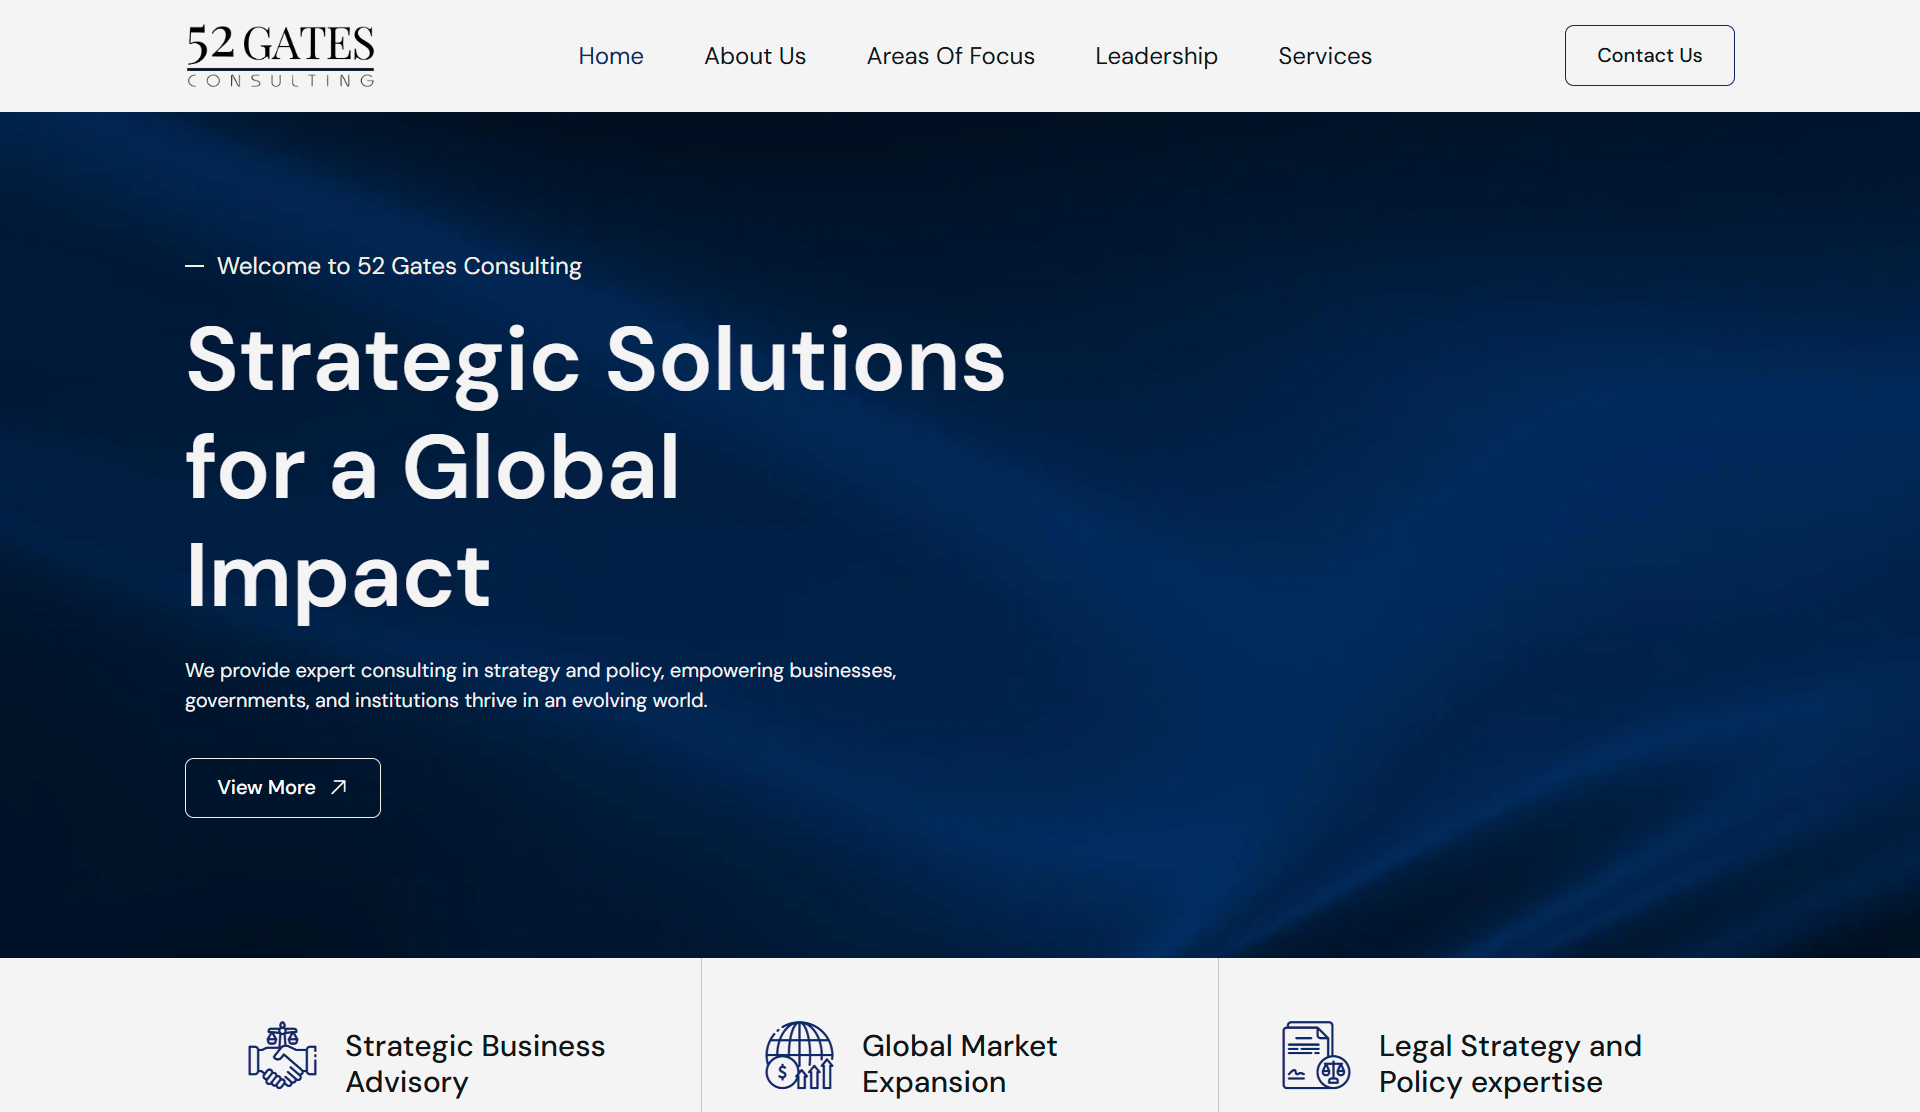 52 GATES
CONSULTING
Home
About Us
Areas Of Focus
Leadership
Services
Contact Us
Welcome to 52 Gates Consulting
Strategic Solutions
for a Global
Impact
We provide expert consulting in strategy and policy, empowering businesses,
governments, and institutions thrive in an evolving world.
View More
Strategic Business
Advisory
$
Global Market
Expansion
Legal Strategy and
Policy expertise